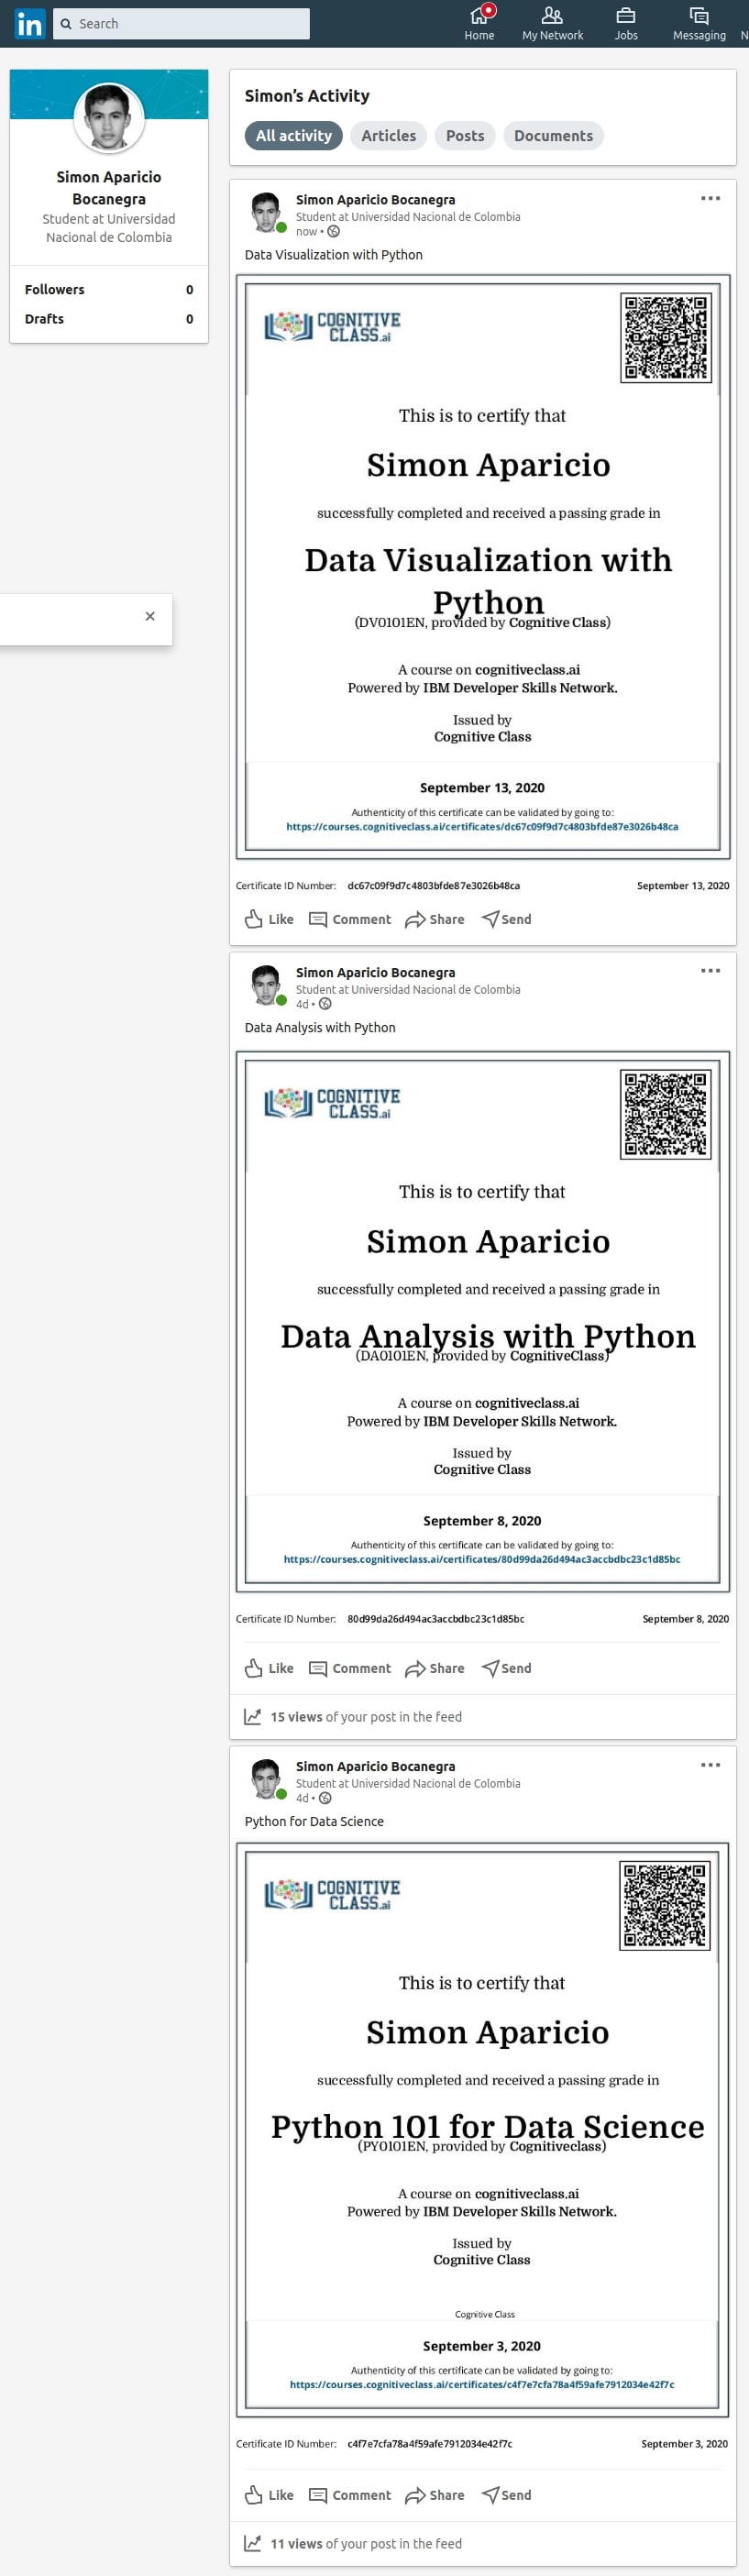 in
Search
Home
My Network
Jobs
Messaging
N
Simon Aparicio
Bocanegra
Student at Universidad
Nacional de Colombia
Followers 0
Drafts 0
×
Simon's Activity
All activity Articles Posts Documents
Simon Aparicio Bocanegra
Student at Universidad Nacional de Colombia
now •
Data Visualization with Python
COGNITIVE
CLASS.ai
This is to certify that
Simon Aparicio
successfully completed and received a passing grade in
Data Visualization with
Python
(DV0101EN, provided by Cognitive Class)
A course on cognitiveclass.ai
Powered by IBM Developer Skills Network.
Issued by
Cognitive Class
September 13, 2020
Authenticity of this certificate can be validated by going to:
https://courses.cognitiveclass.ai/certificates/dc67c09f9d7c4803bfde87e3026b48ca
Certificate ID Number: dc67c09f9d7c4803bfde87e3026b48ca September 13, 2020
Like Comment Share Send
Simon Aparicio Bocanegra
Student at Universidad Nacional de Colombia
4d •
Data Analysis with Python
COGNITIVE
CLASS.ai
This is to certify that
Simon Aparicio
successfully completed and received a passing grade in
Data Analysis with Python
(DA0101EN, provided by CognitiveClass)
A course on cognitiveclass.ai
Powered by IBM Developer Skills Network.
Issued by
Cognitive Class
September 8, 2020
Authenticity of this certificate can be validated by going to:
https://courses.cognitiveclass.ai/certificates/80d99da26d494ac3accbdbc23c1d85bc
Certificate ID Number: 80d99da26d494ac3accbdbc23c1d85bc September 8, 2020
Like Comment Share Send
15 views of your post in the feed
Simon Aparicio Bocanegra
Student at Universidad Nacional de Colombia
4d •
Python for Data Science
COGNITIVE
CLASS.ai
This is to certify that
Simon Aparicio
successfully completed and received a passing grade in
Python 101 for Data Science
(PY0101EN, provided by Cognitiveclass)
A course on cognitiveclass.ai
Powered by IBM Developer Skills Network.
Issued by
Cognitive Class
Cognitive Class
September 3, 2020
Authenticity of this certificate can be validated by going to:
https://courses.cognitiveclass.ai/certificates/c4f7e7cfa78a4f59afe7912034e42f7c
Certificate ID Number: c4f7e7cfa78a4f59afe7912034e42f7c September 3, 2020
Like Comment Share Send
11 views of your post in the feed